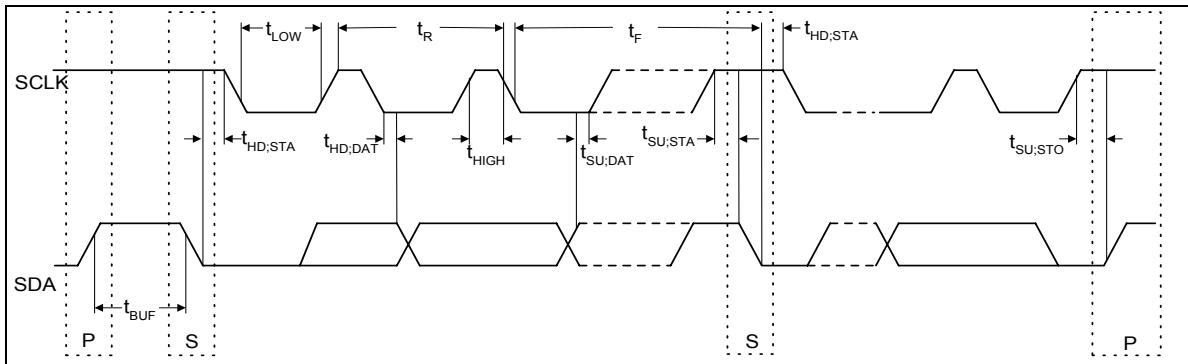 tLOW
tR
tF
tHD;STA
SCLK
tHD;STA
tHD;DAT
tHIGH
tSU;DAT
tSU;STA
tSU;STO
SDA
tBUF
P
S
S
P